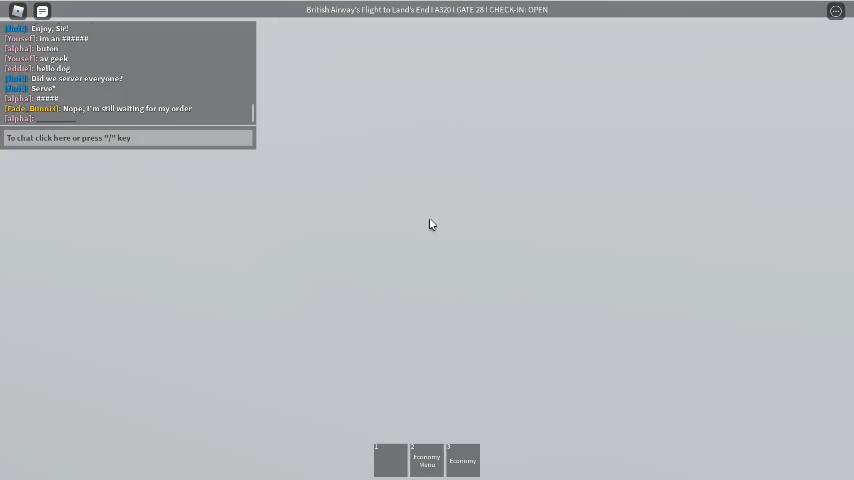 British Airway's Flight to Land's End I A320 I GATE 28 I CHECK-IN: OPEN
Enjoy, Sir!
[Yousef]: im an ######
[alpha]: buton
[Yousef]: av geek
[eddie]: hello dog
Did we server everyone?
Serve*
[alpha]: #####
Nope, I'm still waiting for my order
[alpha]: _________
To chat click here or press "/" key
1
2
Economy
Menu
3
Economy